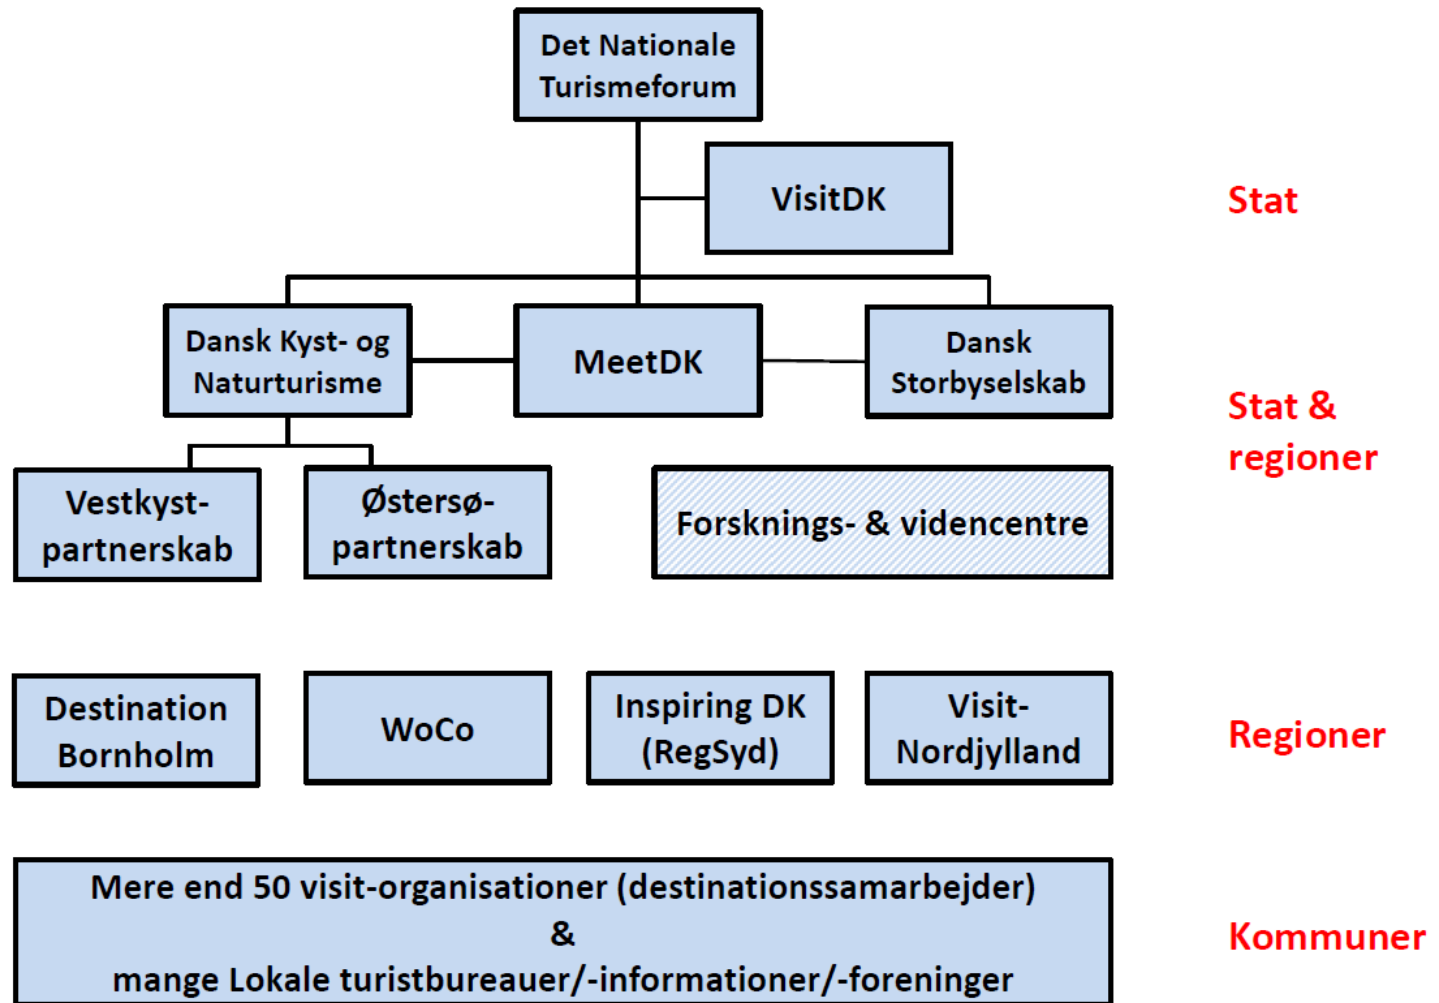 Det Nationale
Turismeforum
VisitDK
Stat
Dansk Kyst- og
Naturturisme
MeetDK
Dansk
Storbyselskab
Stat &
regioner
Vestkyst-
partnerskab
Østersø-
partnerskab
Forsknings- & videncentre
Destination
Bornholm
WoCo
Inspiring DK
(RegSyd)
Visit-
Nordjylland
Regioner
Mere end 50 visit-organisationer (destinationssamarbejder)
&
mange Lokale turistbureauer/-informationer/-foreninger
Kommuner